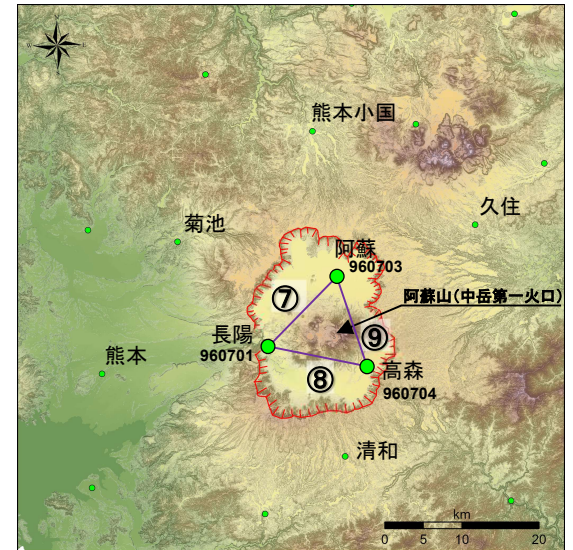 熊本小国
久住
菊池
阿蘇
960703
⑦
阿蘇山(中岳第一火口)
長陽
960701
⑨
熊本
⑧
高森
960704
清和
km
0 5 10 20